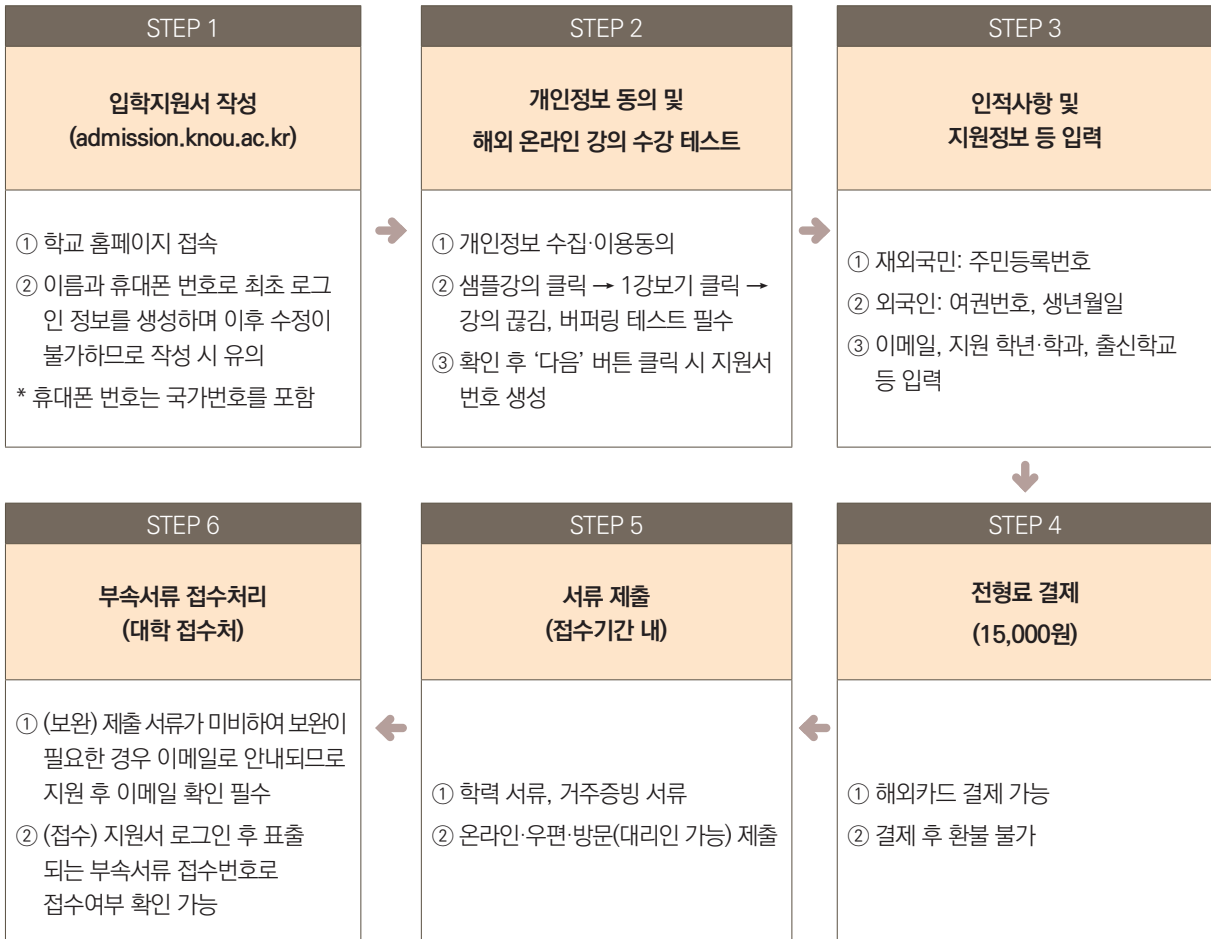 STEP 1
입학지원서 작성
(admission.knou.ac.kr)
① 학교 홈페이지 접속
② 이름과 휴대폰 번호로 최초 로그
인 정보를 생성하며 이후 수정이
불가하므로 작성 시 유의
* 휴대폰 번호는 국가번호를 포함
STEP 2
개인정보 동의 및
해외 온라인 강의 수강 테스트
① 개인정보 수집·이용동의
② 샘플강의 클릭 → 1강보기 클릭 →
강의 끊김, 버퍼링 테스트 필수
③ 확인 후 ‘다음’ 버튼 클릭 시 지원서
번호 생성
STEP 3
인적사항 및
지원정보 등 입력
① 재외국민: 주민등록번호
② 외국인: 여권번호, 생년월일
③ 이메일, 지원 학년·학과, 출신학교
등 입력
STEP 4
전형료 결제
(15,000원)
① 해외카드 결제 가능
② 결제 후 환불 불가
STEP 5
서류 제출
(접수기간 내)
① 학력 서류, 거주증빙 서류
② 온라인·우편·방문(대리인 가능) 제출
STEP 6
부속서류 접수처리
(대학 접수처)
① (보완) 제출 서류가 미비하여 보완이
필요한 경우 이메일로 안내되므로
지원 후 이메일 확인 필수
② (접수) 지원서 로그인 후 표출
되는 부속서류 접수번호로
접수여부 확인 가능